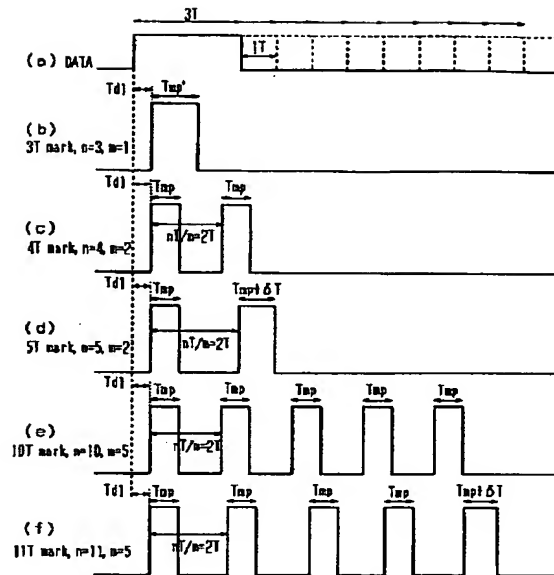 3T
1T
(a) DATA
Td1
Tmp'
(b)
3T mark, n=3, m=1
Td1
Tmp
Tmp
(c)
4T mark, n=4, m=2
nT/m=2T
Td1
Tmp
Tmp+δT
(d)
5T mark, n=5, m=2
nT/m=2T
Td1
Tmp
Tmp
Tmp
Tmp
Tmp
(e)
10T mark, n=10, m=5
nT/m=2T
Td1
Tmp
Tmp
Tmp
Tmp
Tmp+δT
(f)
11T mark, n=11, m=5
nT/m=2T